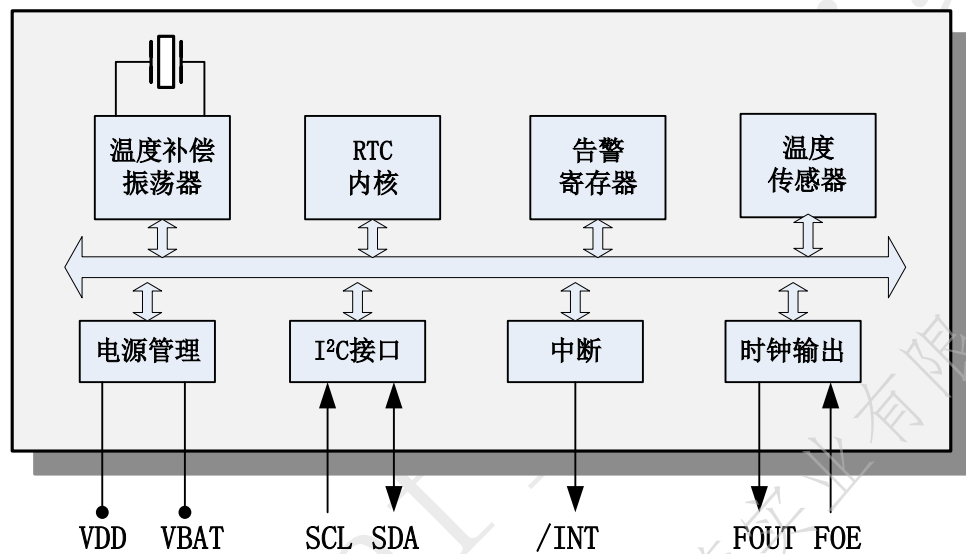 温度补偿
振荡器
RTC
内核
告警
寄存器
温度
传感器
电源管理
I²C接口
中断
时钟输出
VDD VBAT SCL SDA /INT FOUT FOE